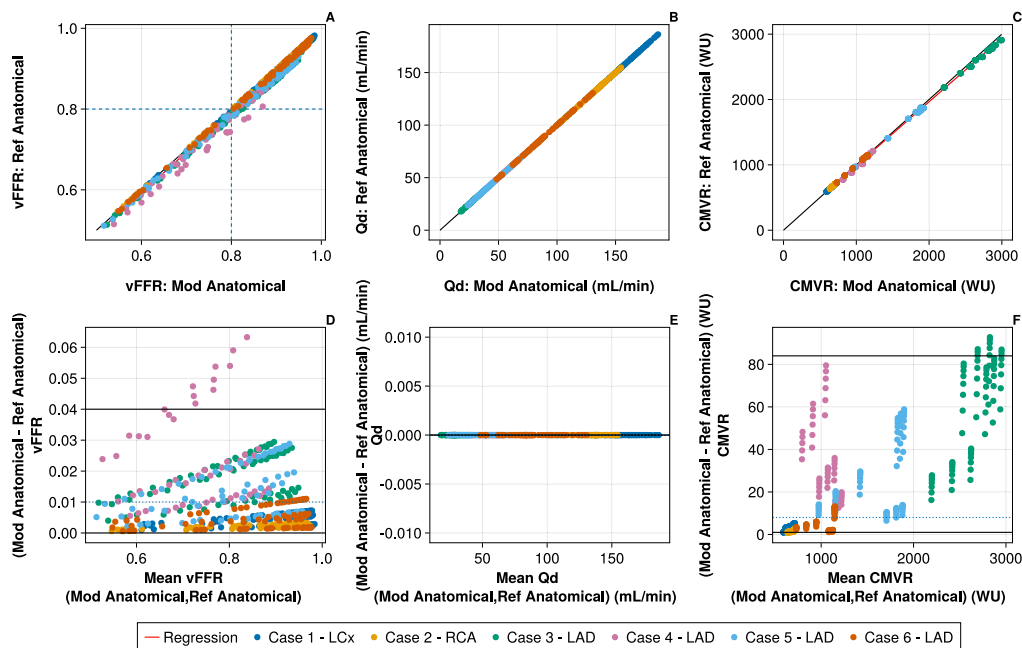 A
B
C
1.0
0.8
0.6
vFFR: Ref Anatomical
0.6
0.8
1.0
vFFR: Mod Anatomical
150
100
50
0
Qd: Ref Anatomical (mL/min)
0
50
100
150
Qd: Mod Anatomical (mL/min)
3000
2000
1000
0
CMVR: Ref Anatomical (WU)
0
1000
2000
3000
CMVR: Mod Anatomical (WU)
D
E
F
(Mod Anatomical - Ref Anatomical)
vFFR
0.06
0.05
0.04
0.03
0.02
0.01
0.00
0.6
0.8
1.0
Mean vFFR
(Mod Anatomical,Ref Anatomical)
(Mod Anatomical - Ref Anatomical) (mL/min)
Qd
0.010
0.005
0.000
-0.005
-0.010
50
100
150
Mean Qd
(Mod Anatomical,Ref Anatomical) (mL/min)
(Mod Anatomical - Ref Anatomical) (WU)
CMVR
80
60
40
20
0
1000
2000
3000
Mean CMVR
(Mod Anatomical,Ref Anatomical) (WU)
Regression Case 1 - LCx Case 2 - RCA Case 3 - LAD Case 4 - LAD Case 5 - LAD Case 6 - LAD